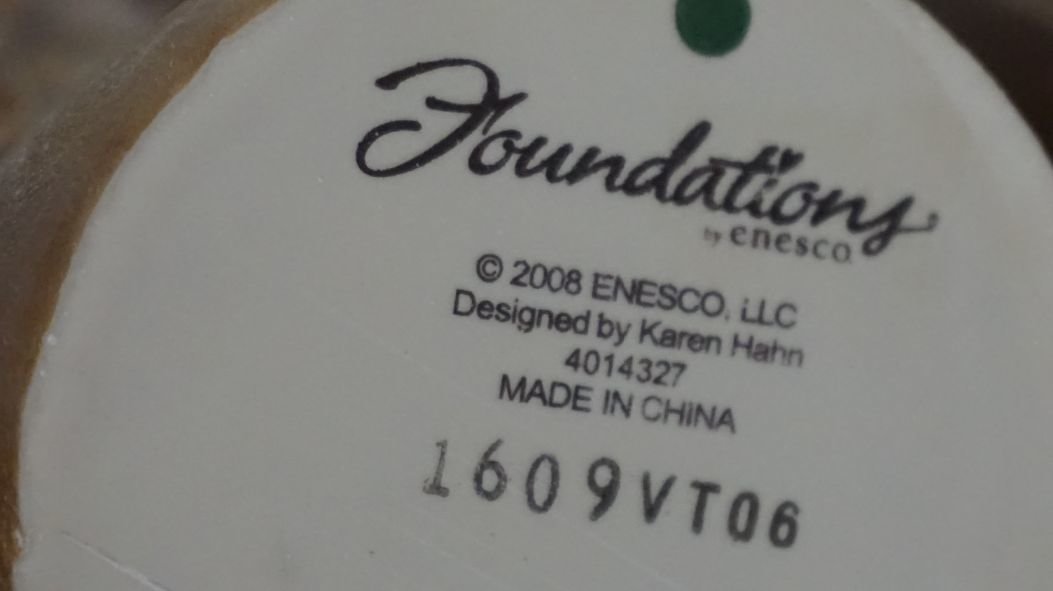 Foundations
by enesco
© 2008 ENESCO, LLC
Designed by Karen Hahn
4014327
MADE IN CHINA
1609VT06